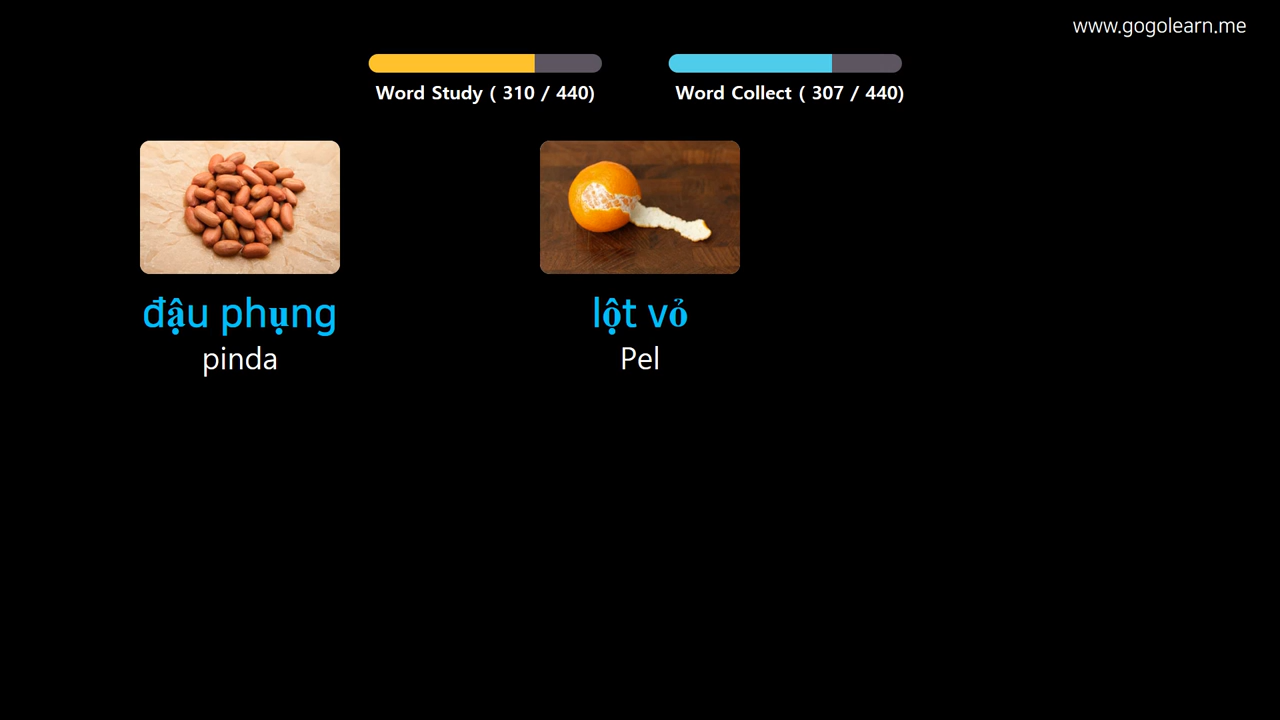 www.gogolearn.me
Word Study ( 310 / 440)
Word Collect ( 307 / 440)
đậu phụng
pinda
lột vỏ
Pel